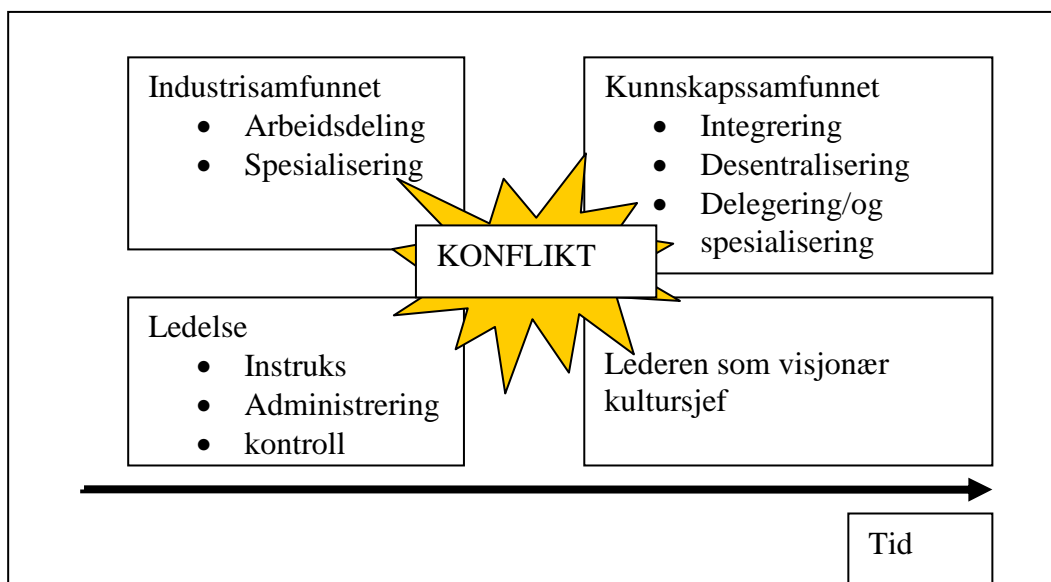 Industrisamfunnet
• Arbeidsdeling
• Spesialisering
Kunnskapssamfunnet
• Integrering
• Desentralisering
• Delegering/og
spesialisering
KONFLIKT
Ledelse
• Instruks
• Administrering
• kontroll
Lederen som visjonær
kultursjef
Tid